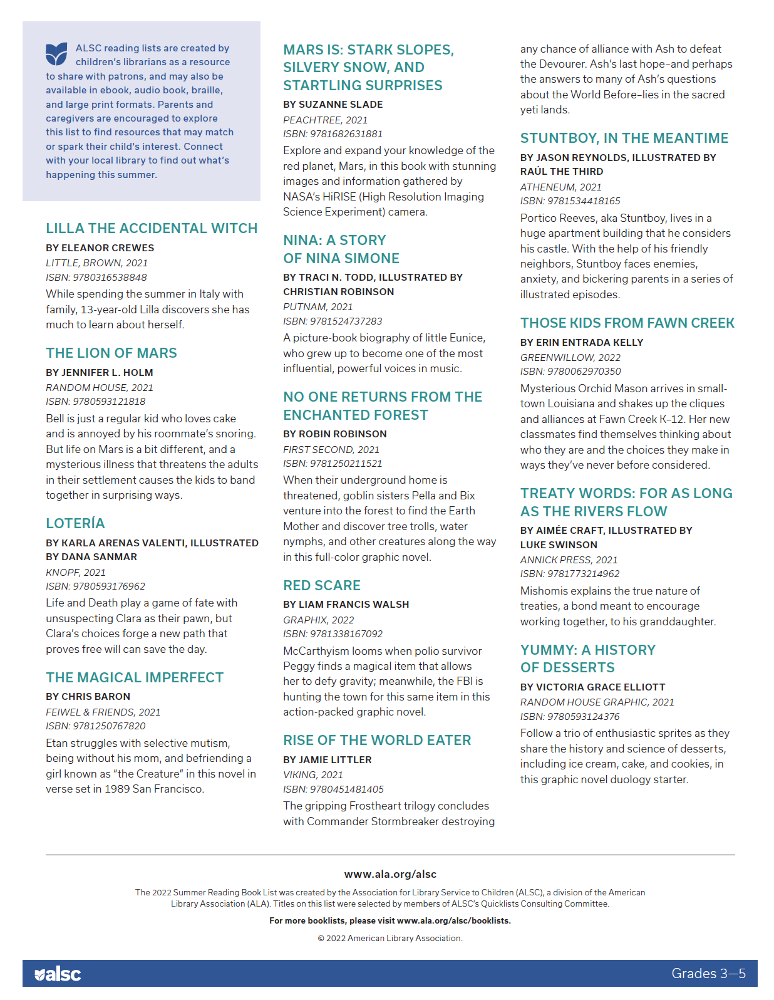 ALSC reading lists are created by
children's librarians as a resource
to share with patrons, and may also be
available in ebook, audio book, braille,
and large print formats. Parents and
caregivers are encouraged to explore
this list to find resources that may match
or spark their child's interest. Connect
with your local library to find out what's
happening this summer.
LILLA THE ACCIDENTAL WITCH
BY ELEANOR CREWES
LITTLE, BROWN, 2021
ISBN: 9780316538848
While spending the summer in Italy with
family, 13-year-old Lilla discovers she has
much to learn about herself.
THE LION OF MARS
BY JENNIFER L. HOLM
RANDOM HOUSE, 2021
ISBN: 9780593121818
Bell is just a regular kid who loves cake
and is annoyed by his roommate's snoring.
But life on Mars is a bit different, and a
mysterious illness that threatens the adults
in their settlement causes the kids to band
together in surprising ways.
LOTERÍA
BY KARLA ARENAS VALENTI, ILLUSTRATED
BY DANA SANMAR
KNOPF, 2021
ISBN: 9780593176962
Life and Death play a game of fate with
unsuspecting Clara as their pawn, but
Clara's choices forge a new path that
proves free will can save the day.
THE MAGICAL IMPERFECT
BY CHRIS BARON
FEIWEL & FRIENDS, 2021
ISBN: 9781250767820
Etan struggles with selective mutism,
being without his mom, and befriending a
girl known as "the Creature" in this novel in
verse set in 1989 San Francisco.
MARS IS: STARK SLOPES,
SILVERY SNOW, AND
STARTLING SURPRISES
BY SUZANNE SLADE
PEACHTREE, 2021
ISBN: 9781682631881
Explore and expand your knowledge of the
red planet, Mars, in this book with stunning
images and information gathered by
NASA's HiRISE (High Resolution Imaging
Science Experiment) camera.
NINA: A STORY
OF NINA SIMONE
BY TRACI N. TODD, ILLUSTRATED BY
CHRISTIAN ROBINSON
PUTNAM, 2021
ISBN: 9781524737283
A picture-book biography of little Eunice,
who grew up to become one of the most
influential, powerful voices in music.
NO ONE RETURNS FROM THE
ENCHANTED FOREST
BY ROBIN ROBINSON
FIRST SECOND, 2021
ISBN: 9781250211521
When their underground home is
threatened, goblin sisters Pella and Bix
venture into the forest to find the Earth
Mother and discover tree trolls, water
nymphs, and other creatures along the way
in this full-color graphic novel.
RED SCARE
BY LIAM FRANCIS WALSH
GRAPHIX, 2022
ISBN: 9781338167092
McCarthyism looms when polio survivor
Peggy finds a magical item that allows
her to defy gravity; meanwhile, the FBI is
hunting the town for this same item in this
action-packed graphic novel.
RISE OF THE WORLD EATER
BY JAMIE LITTLER
VIKING, 2021
ISBN: 9780451481405
The gripping Frostheart trilogy concludes
with Commander Stormbreaker destroying
any chance of alliance with Ash to defeat
the Devourer. Ash's last hope–and perhaps
the answers to many of Ash's questions
about the World Before–lies in the sacred
yeti lands.
STUNTBOY, IN THE MEANTIME
BY JASON REYNOLDS, ILLUSTRATED BY
RAÚL THE THIRD
ATHENEUM, 2021
ISBN: 9781534418165
Portico Reeves, aka Stuntboy, lives in a
huge apartment building that he considers
his castle. With the help of his friendly
neighbors, Stuntboy faces enemies,
anxiety, and bickering parents in a series of
illustrated episodes.
THOSE KIDS FROM FAWN CREEK
BY ERIN ENTRADA KELLY
GREENWILLOW, 2022
ISBN: 9780062970350
Mysterious Orchid Mason arrives in small-
town Louisiana and shakes up the cliques
and alliances at Fawn Creek K–12. Her new
classmates find themselves thinking about
who they are and the choices they make in
ways they've never before considered.
TREATY WORDS: FOR AS LONG
AS THE RIVERS FLOW
BY AIMÉE CRAFT, ILLUSTRATED BY
LUKE SWINSON
ANNICK PRESS, 2021
ISBN: 9781773214962
Mishomis explains the true nature of
treaties, a bond meant to encourage
working together, to his granddaughter.
YUMMY: A HISTORY
OF DESSERTS
BY VICTORIA GRACE ELLIOTT
RANDOM HOUSE GRAPHIC, 2021
ISBN: 9780593124376
Follow a trio of enthusiastic sprites as they
share the history and science of desserts,
including ice cream, cake, and cookies, in
this graphic novel duology starter.
www.ala.org/alsc
The 2022 Summer Reading Book List was created by the Association for Library Service to Children (ALSC), a division of the American
Library Association (ALA). Titles on this list were selected by members of ALSC's Quicklists Consulting Committee.
For more booklists, please visit www.ala.org/alsc/booklists.
© 2022 American Library Association.
alsc
Grades 3—5